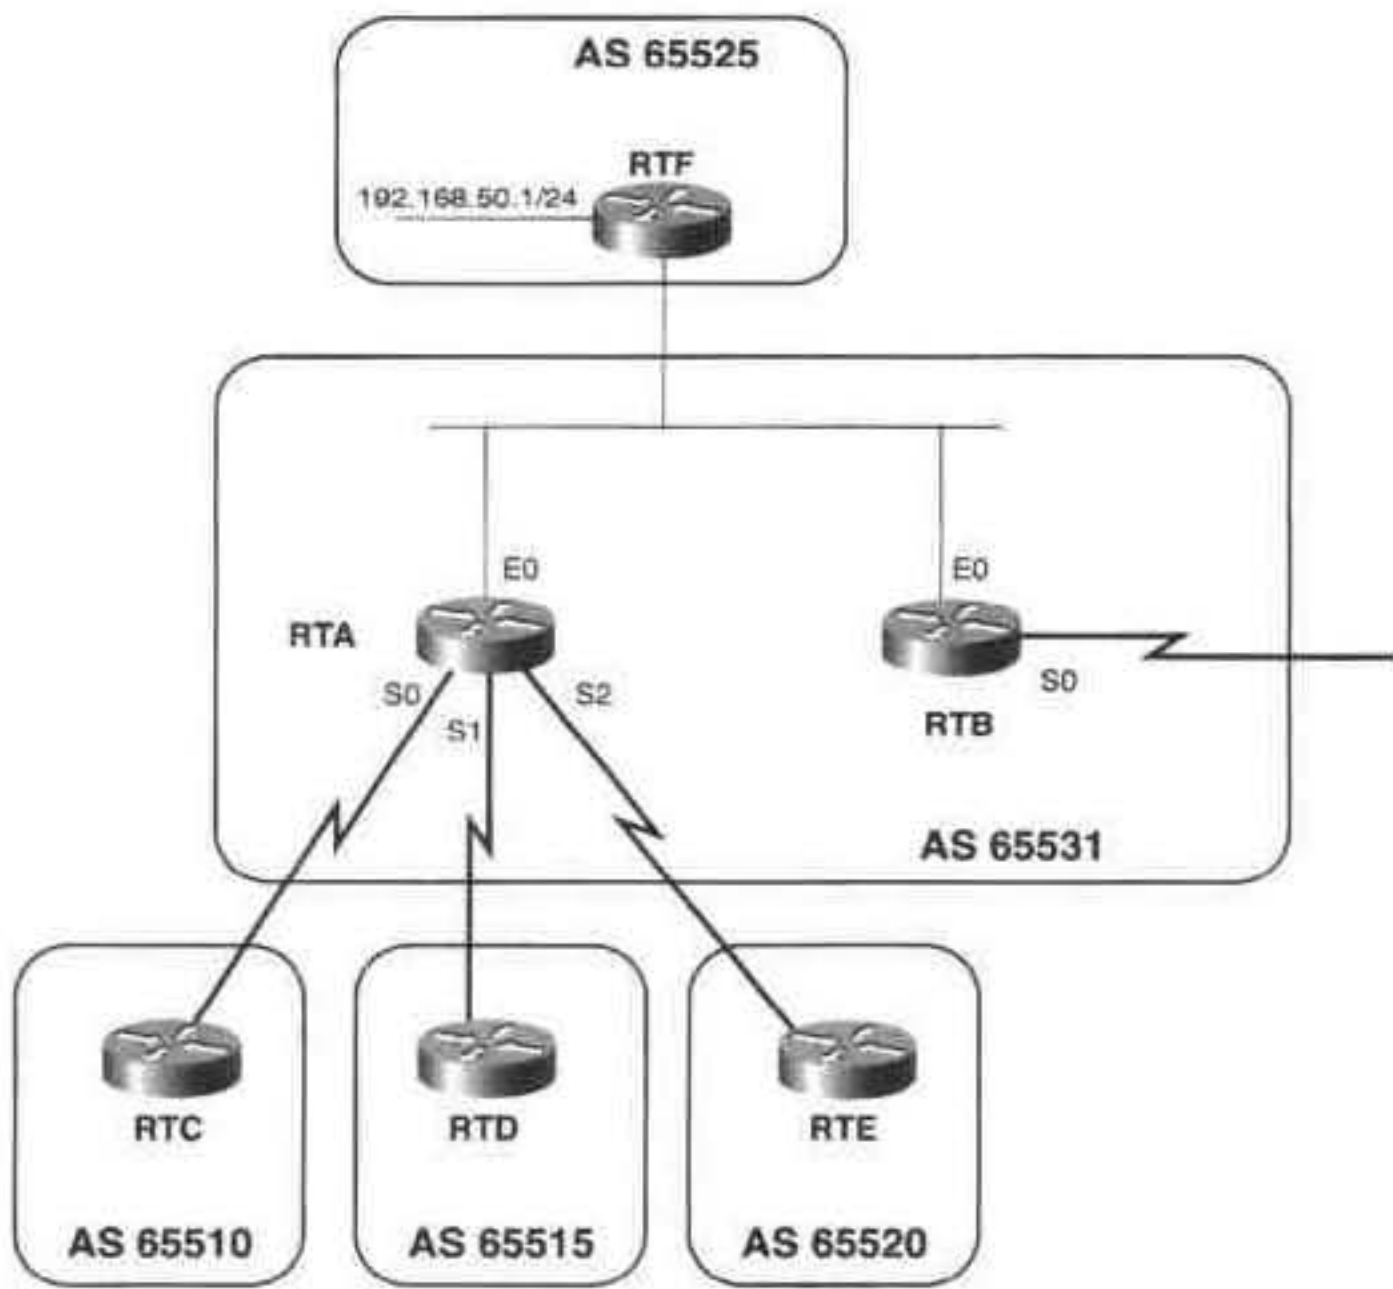 AS 65525
RTF
192.168.50.1/24
E0
E0
RTA
S0
S1
S2
S0
RTB
AS 65531
RTC
RTD
RTE
AS 65510
AS 65515
AS 65520